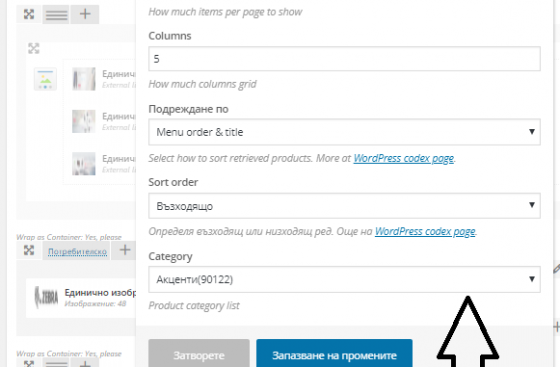 How much items per page to show
Columns
5
How much columns grid
Подреждане по
Menu order & title
Select how to sort retrieved products. More at WordPress codex page.
Sort order
Възходящо
Определя възходящ или низходящ ред. Още на WordPress codex page.
Category
Акценти(90122)
Product category list
Затворете
Запазване на промените
Единичн
External li
Единичн
External li
Единичн
External li
Wrap as Container: Yes, please
Потребителско
ZEBRA
Единично изобр
Изображение: 48
Wrap as Container: Yes, please